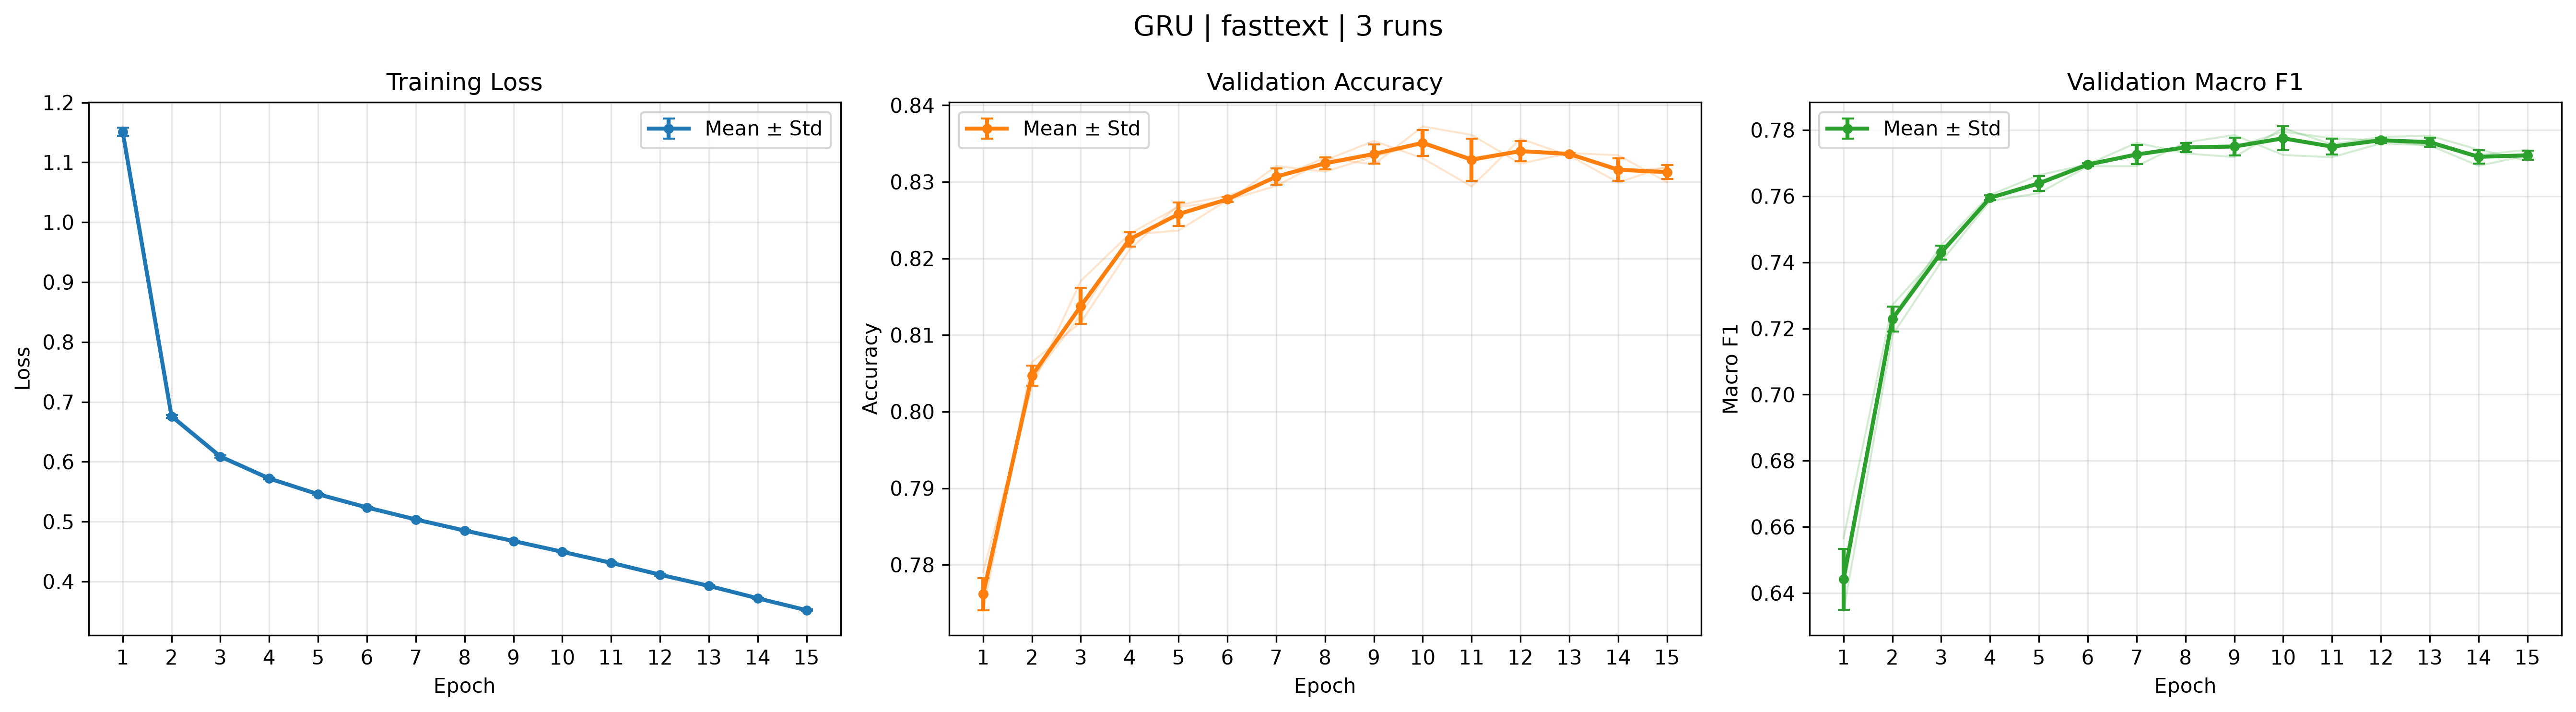 GRU | fasttext | 3 runs
Training Loss
Mean ± Std
1.2
1.1
1.0
0.9
0.8
0.7
0.6
0.5
0.4
Loss
1 2 3 4 5 6 7 8 9 10 11 12 13 14 15
Epoch
Validation Accuracy
Mean ± Std
0.84
0.83
0.82
0.81
0.80
0.79
0.78
Accuracy
1 2 3 4 5 6 7 8 9 10 11 12 13 14 15
Epoch
Validation Macro F1
Mean ± Std
0.78
0.76
0.74
0.72
0.70
0.68
0.66
0.64
Macro F1
1 2 3 4 5 6 7 8 9 10 11 12 13 14 15
Epoch